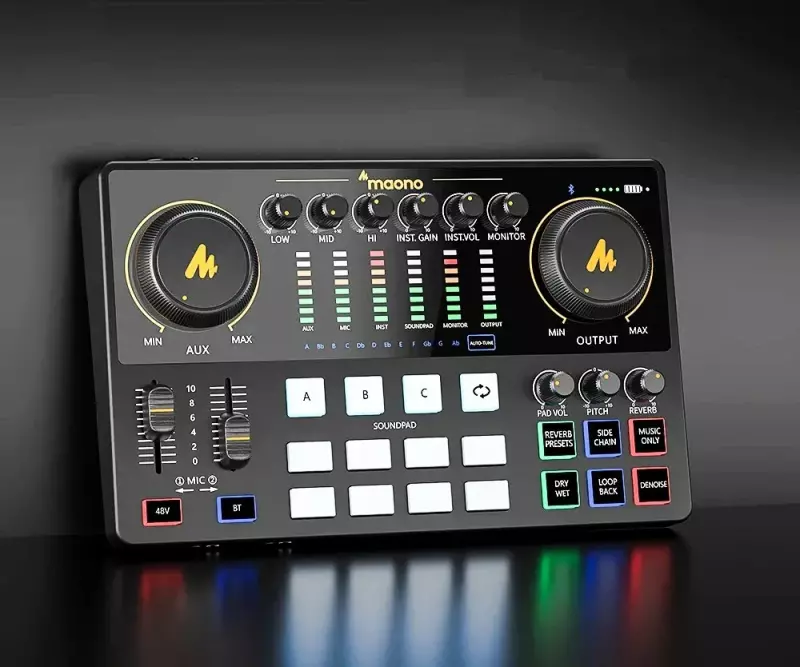 maono
LOW MID HI INST. GAIN INST.VOL MONITOR
MIN MAX
AUX
MIN MAX
OUTPUT
AUX MIC INST SOUNDPAD MONITOR OUTPUT
A Bb B C Db D Eb E F Gb G Ab AUTO-TUNE
10
8
6
4
2
0
① MIC ②
48V BT
A B C
SOUNDPAD
PAD VOL PITCH REVERB
REVERB PRESETS
SIDE CHAIN
MUSIC ONLY
DRY WET
LOOP BACK
DENOISE